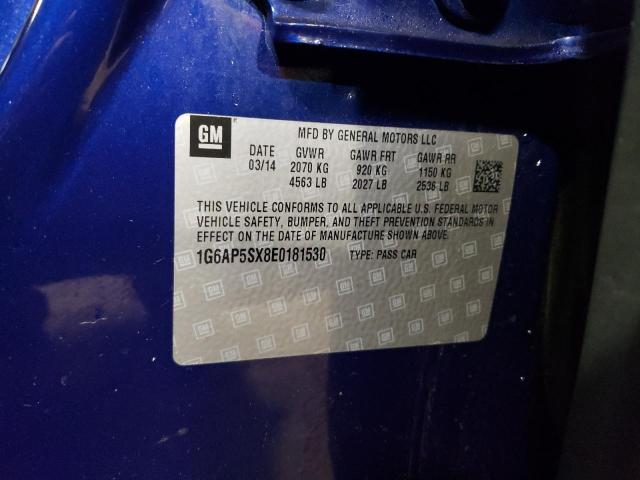 GM
MFD BY GENERAL MOTORS LLC
DATE GVWR GAWR FRT GAWR RR
03/14 2070 KG 920 KG 1150 KG
4563 LB 2027 LB 2536 LB
THIS VEHICLE CONFORMS TO ALL APPLICABLE U.S. FEDERAL MOTOR
VEHICLE SAFETY, BUMPER, AND THEFT PREVENTION STANDARDS
IN EFFECT ON THE DATE OF MANUFACTURE SHOWN ABOVE.
1G6AP5SX8E0181530 TYPE: PASS CAR